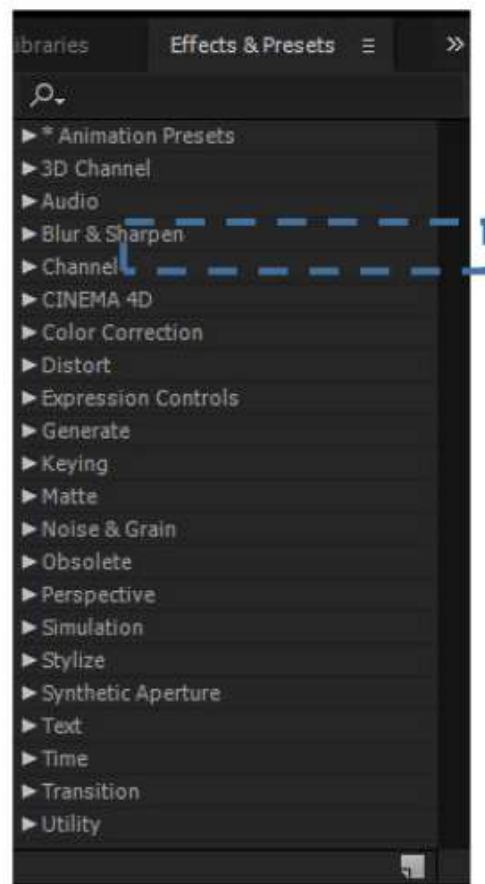 ibraries Effects & Presets
* Animation Presets
3D Channel
Audio
Blur & Sharpen
Channel
CINEMA 4D
Color Correction
Distort
Expression Controls
Generate
Keying
Matte
Noise & Grain
Obsolete
Perspective
Simulation
Stylize
Synthetic Aperture
Text
Time
Transition
Utility